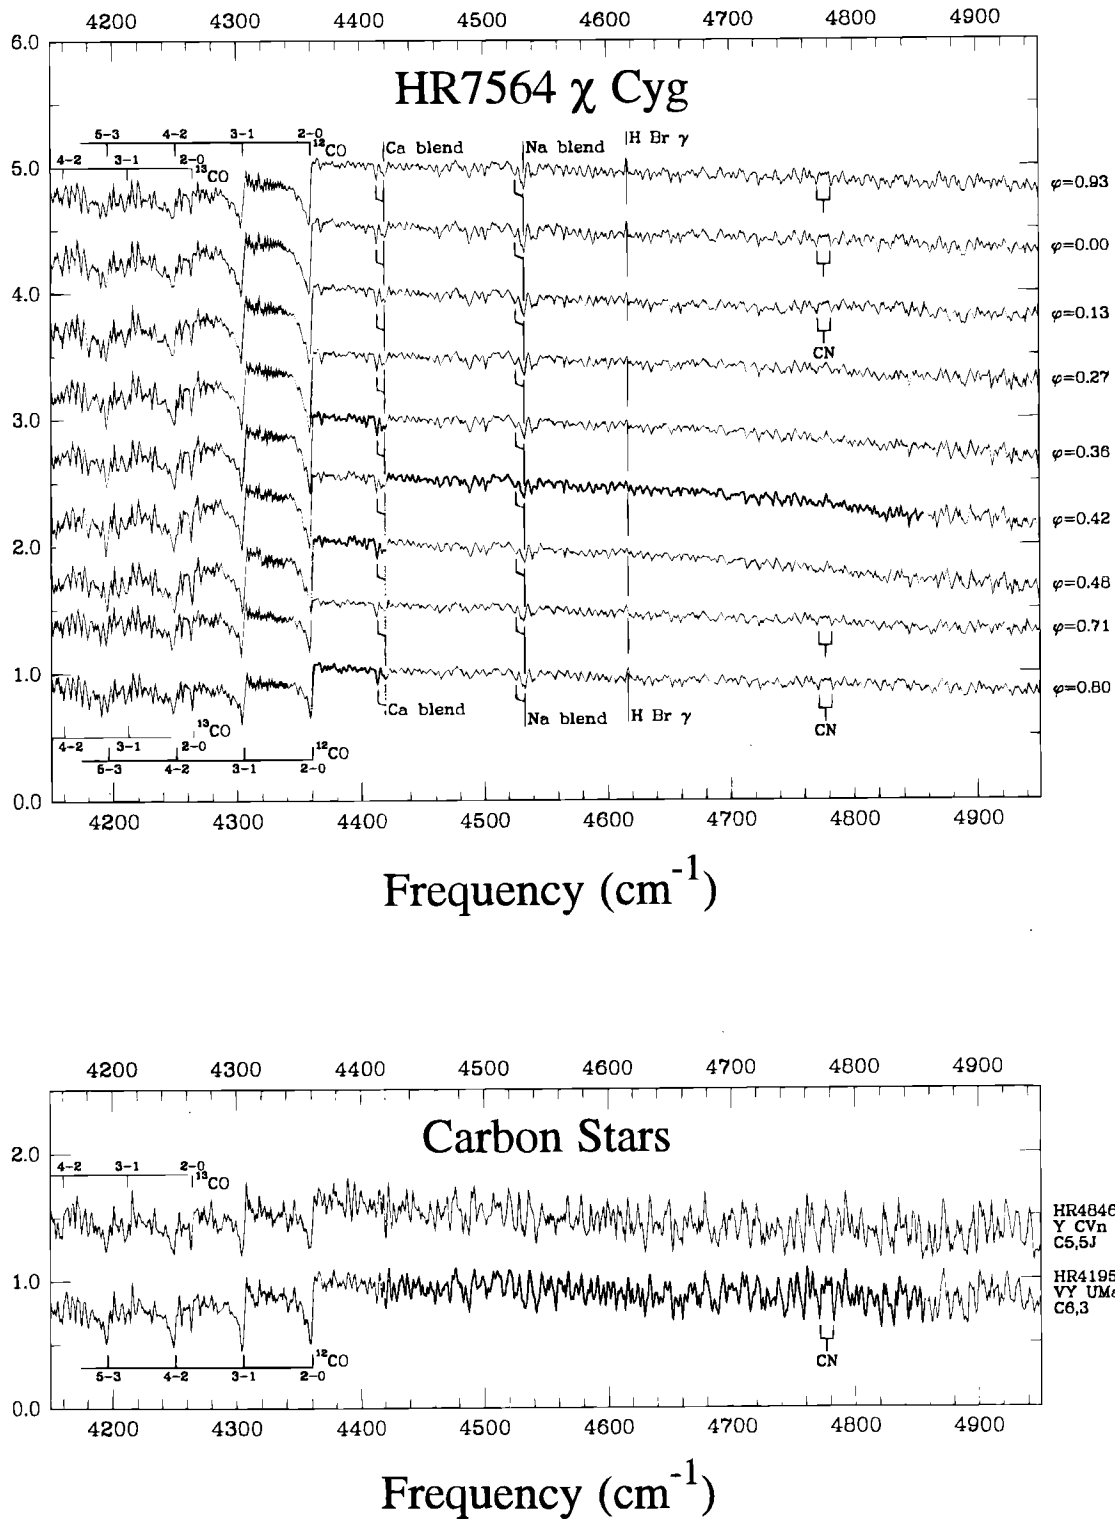 4200 4300 4400 4500 4600 4700 4800 4900
6.0
HR7564 χ Cyg
5-3 4-2 3-1 2-0 ¹²CO Ca blend Na blend H Br γ
4-2 3-1 2-0 ¹³CO
5.0
φ=0.93
φ=0.00
4.0
φ=0.13
CN
φ=0.27
3.0
φ=0.36
φ=0.42
2.0
φ=0.48
φ=0.71
1.0
φ=0.80
Ca blend Na blend H Br γ
CN
4-2 3-1 2-0 ¹³CO
5-3 4-2 3-1 2-0 ¹²CO
0.0
4200 4300 4400 4500 4600 4700 4800 4900
Frequency (cm⁻¹)
4200 4300 4400 4500 4600 4700 4800 4900
Carbon Stars
2.0
4-2 3-1 2-0 ¹³CO
HR4846
Y CVn
C5,5J
1.0
HR4195
VY UMa
C6,3
CN
5-3 4-2 3-1 2-0 ¹²CO
0.0
4200 4300 4400 4500 4600 4700 4800 4900
Frequency (cm⁻¹)